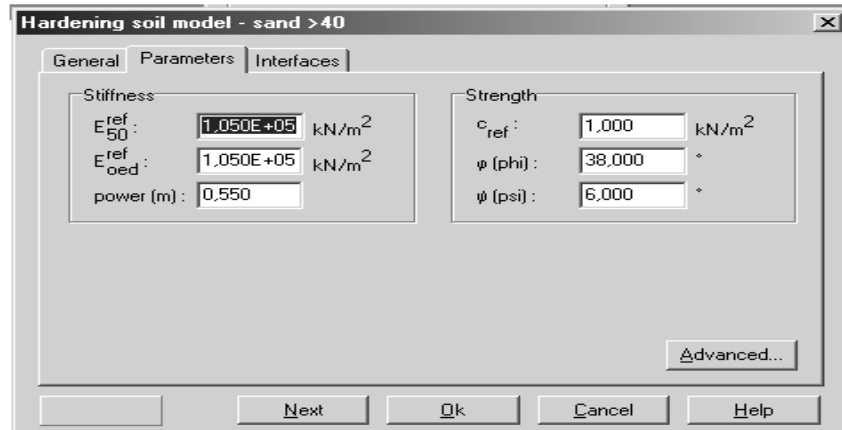 Hardening soil model - sand >40
General Parameters Interfaces
Stiffness
E50ref : 1,050E+05 kN/m2
Eoedref : 1,050E+05 kN/m2
power (m) : 0,550
Strength
cref : 1,000 kN/m2
φ (phi) : 38,000 °
ψ (psi) : 6,000 °
Advanced...
Next Ok Cancel Help